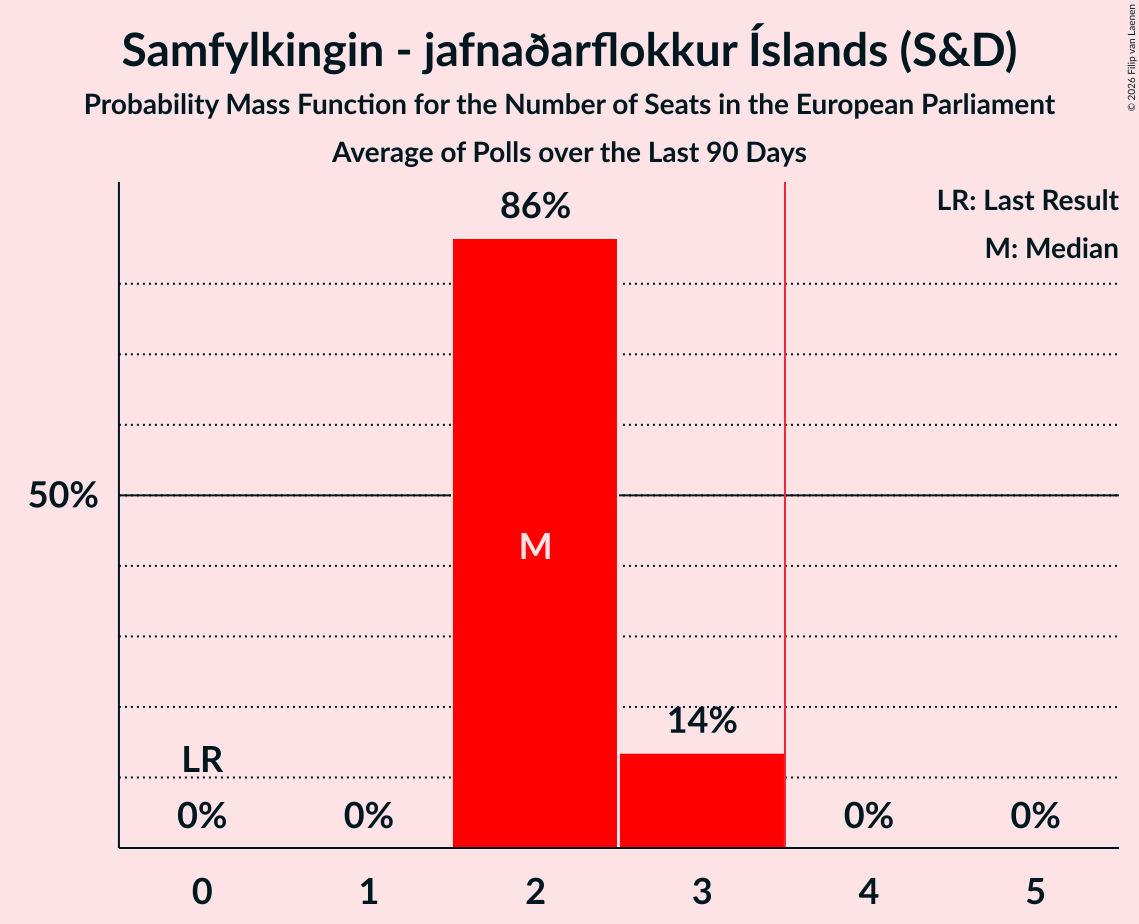 Samfylkingin - jafnaðarflokkur Íslands (S&D)
Probability Mass Function for the Number of Seats in the European Parliament
Average of Polls over the Last 90 Days
© 2026 Filip van Laenen
LR: Last Result
M: Median
86%
50%
M
14%
LR
0% 0% 0% 0%
0 1 2 3 4 5